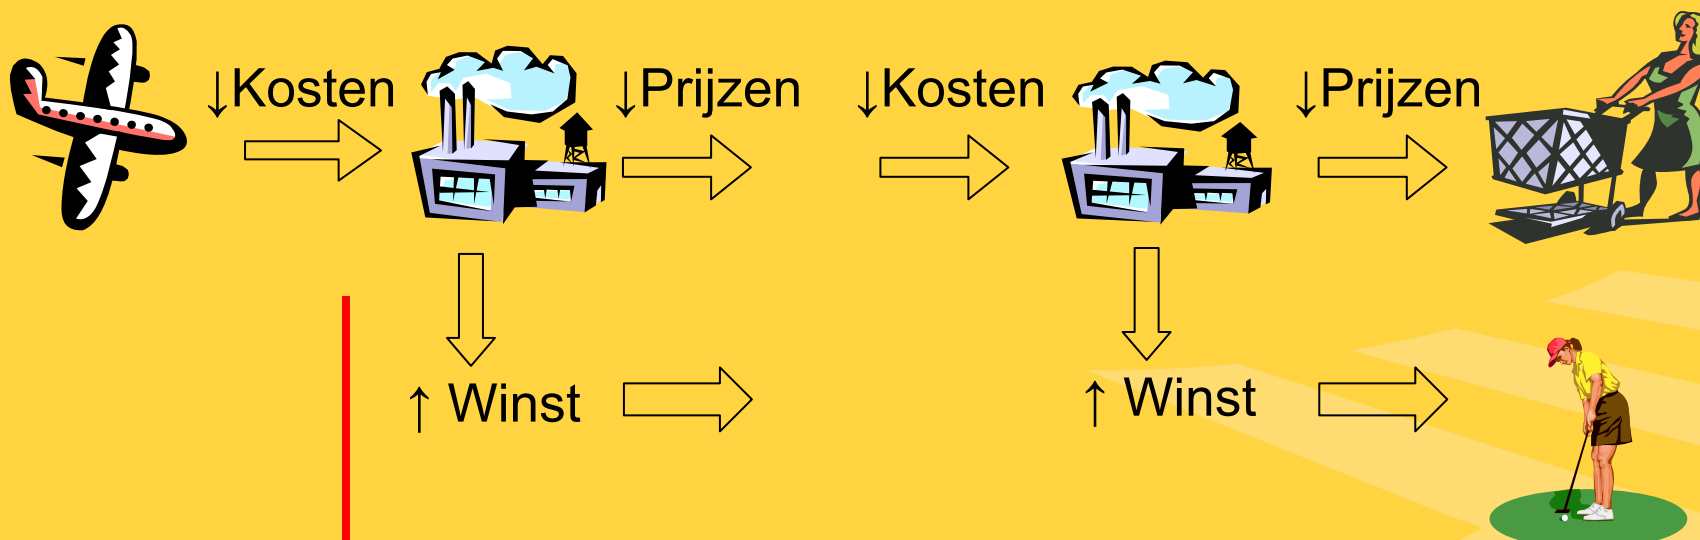 ↓Kosten
↓Prijzen
↓Kosten
↓Prijzen
↑ Winst
↑ Winst